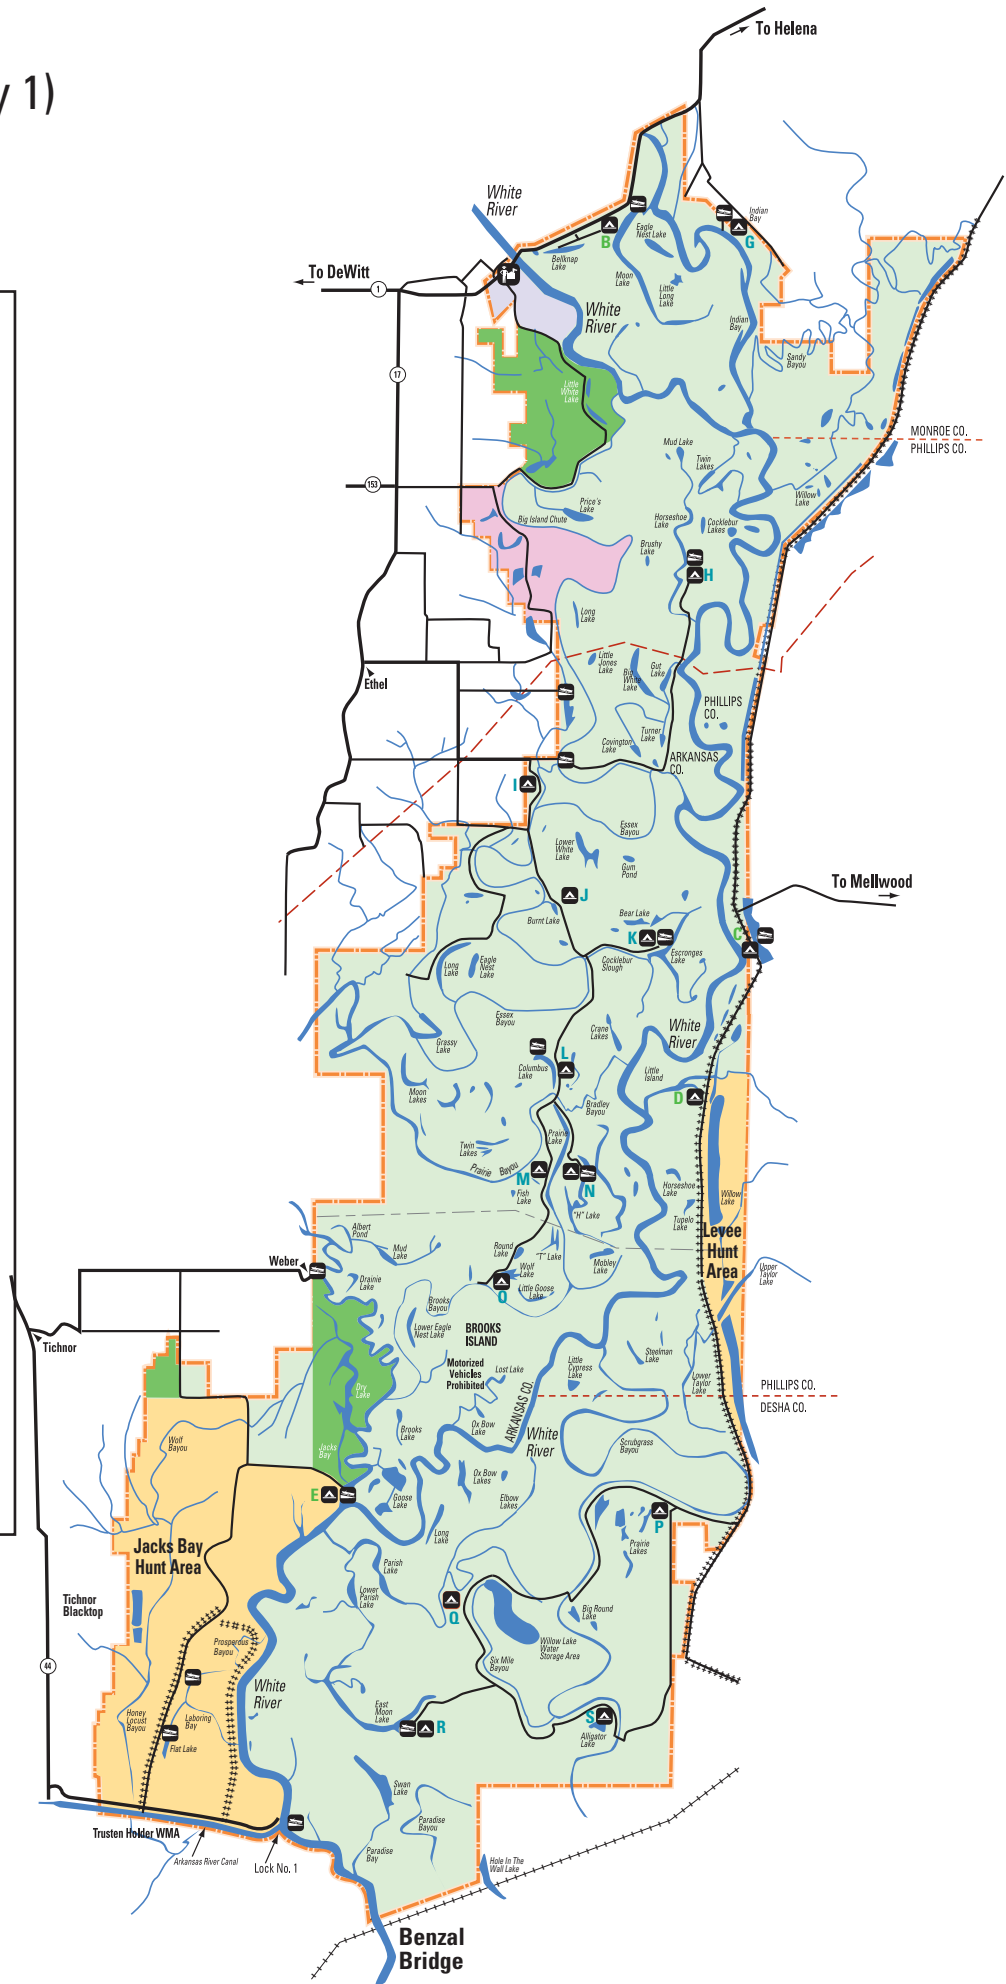 To Helena
y 1)
White
River
Indian
Bay
B
Eagle
Nest Lake
G
Bellknap
Lake
To DeWitt
Moon
Lake
Little
Long
Lake
1
White
River
Indian
Bay
Sandy
Bayou
17
Little
White
Lake
MONROE CO.
PHILLIPS CO.
Mud Lake
Twin
Lakes
153
Willow
Lake
Price's
Lake
Big Island Chute
Horseshoe
Lake
Cocklebur
Lakes
Brushy
Lake
H
Long
Lake
Little
Jones
Lake
Big
White
Lake
Gut
Lake
Ethel
PHILLIPS
CO.
Turner
Lake
Covington
Lake
ARKANSAS
CO.
I
Essex
Bayou
Lower
White
Lake
Gum
Pond
To Mellwood
J
Burnt Lake
Bear Lake
K
C
Escronges
Lake
Cocklebur
Slough
Long
Lake
Eagle
Nest
Lake
Essex
Bayou
White
River
Crane
Lakes
Grassy
Lake
L
Columbus
Lake
Little
Island
Moon
Lakes
D
Bradley
Bayou
Prairie
Lake
Twin
Lakes
Prairie Bayou
M
N
Horseshoe
Lake
Willow
Lake
Fish
Lake
"H" Lake
Tupelo
Lake
Levee
Hunt
Area
Albert
Pond
Mud
Lake
Round
Lake
"T" Lake
Weber
Wolf
Lake
Mobley
Lake
Upper
Taylor
Lake
Drainie
Lake
O
Little Goose
Lake
Brooks
Bayou
Lower Eagle
Nest Lake
BROOKS
ISLAND
Tichnor
Steelman
Lake
Motorized
Vehicles
Prohibited
Lost Lake
Little
Cypress
Lake
Lower
Taylor
Lake
PHILLIPS CO.
DESHA CO.
Dry
Lake
ARKANSAS CO.
Ox Bow
Lake
Brooks
Lake
White
River
Wolf
Bayou
Jacks
Bay
Scrubgrass
Bayou
Ox Bow
Lakes
E
Goose
Lake
Elbow
Lakes
P
Long
Lake
Prairie
Lakes
Jacks Bay
Hunt Area
Parish
Lake
Lower
Parish
Lake
Tichnor
Blacktop
Q
Big Round
Lake
Prosperous
Bayou
Willow Lake
Water
Storage Area
Six Mile
Bayou
44
White
River
Honey
Locust
Bayou
Laboring
Bay
East
Moon
Lake
R
S
Alligator
Lake
Flat Lake
Swan
Lake
Paradise
Bayou
Trusten Holder WMA
Arkansas River Canal
Lock No. 1
Paradise
Bay
Hole In The
Wall Lake
Benzal
Bridge